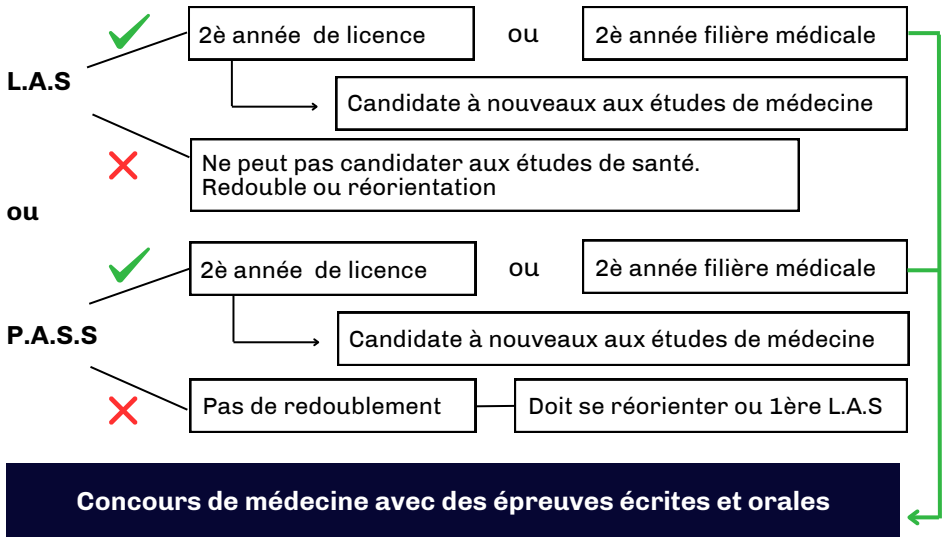 2è année de licence
ou
2è année filière médicale
L.A.S
Candidate à nouveaux aux études de médecine
Ne peut pas candidater aux études de santé.
Redouble ou réorientation
ou
2è année de licence
ou
2è année filière médicale
P.A.S.S
Candidate à nouveaux aux études de médecine
Pas de redoublement
Doit se réorienter ou 1ère L.A.S
Concours de médecine avec des épreuves écrites et orales